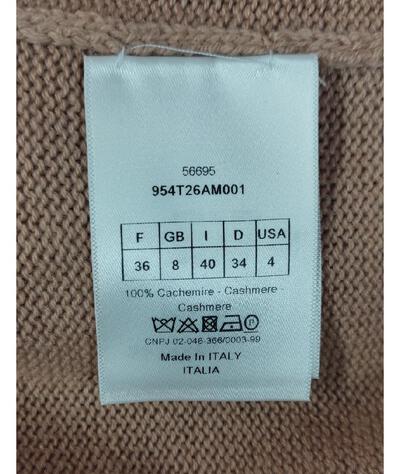 56695
954T26AM001
F GB I D USA
36 8 40 34 4
100% Cachemire - Cashmere -
Cashmere
CNPJ 02-048-366/0003-99
Made In ITALY
ITALIA